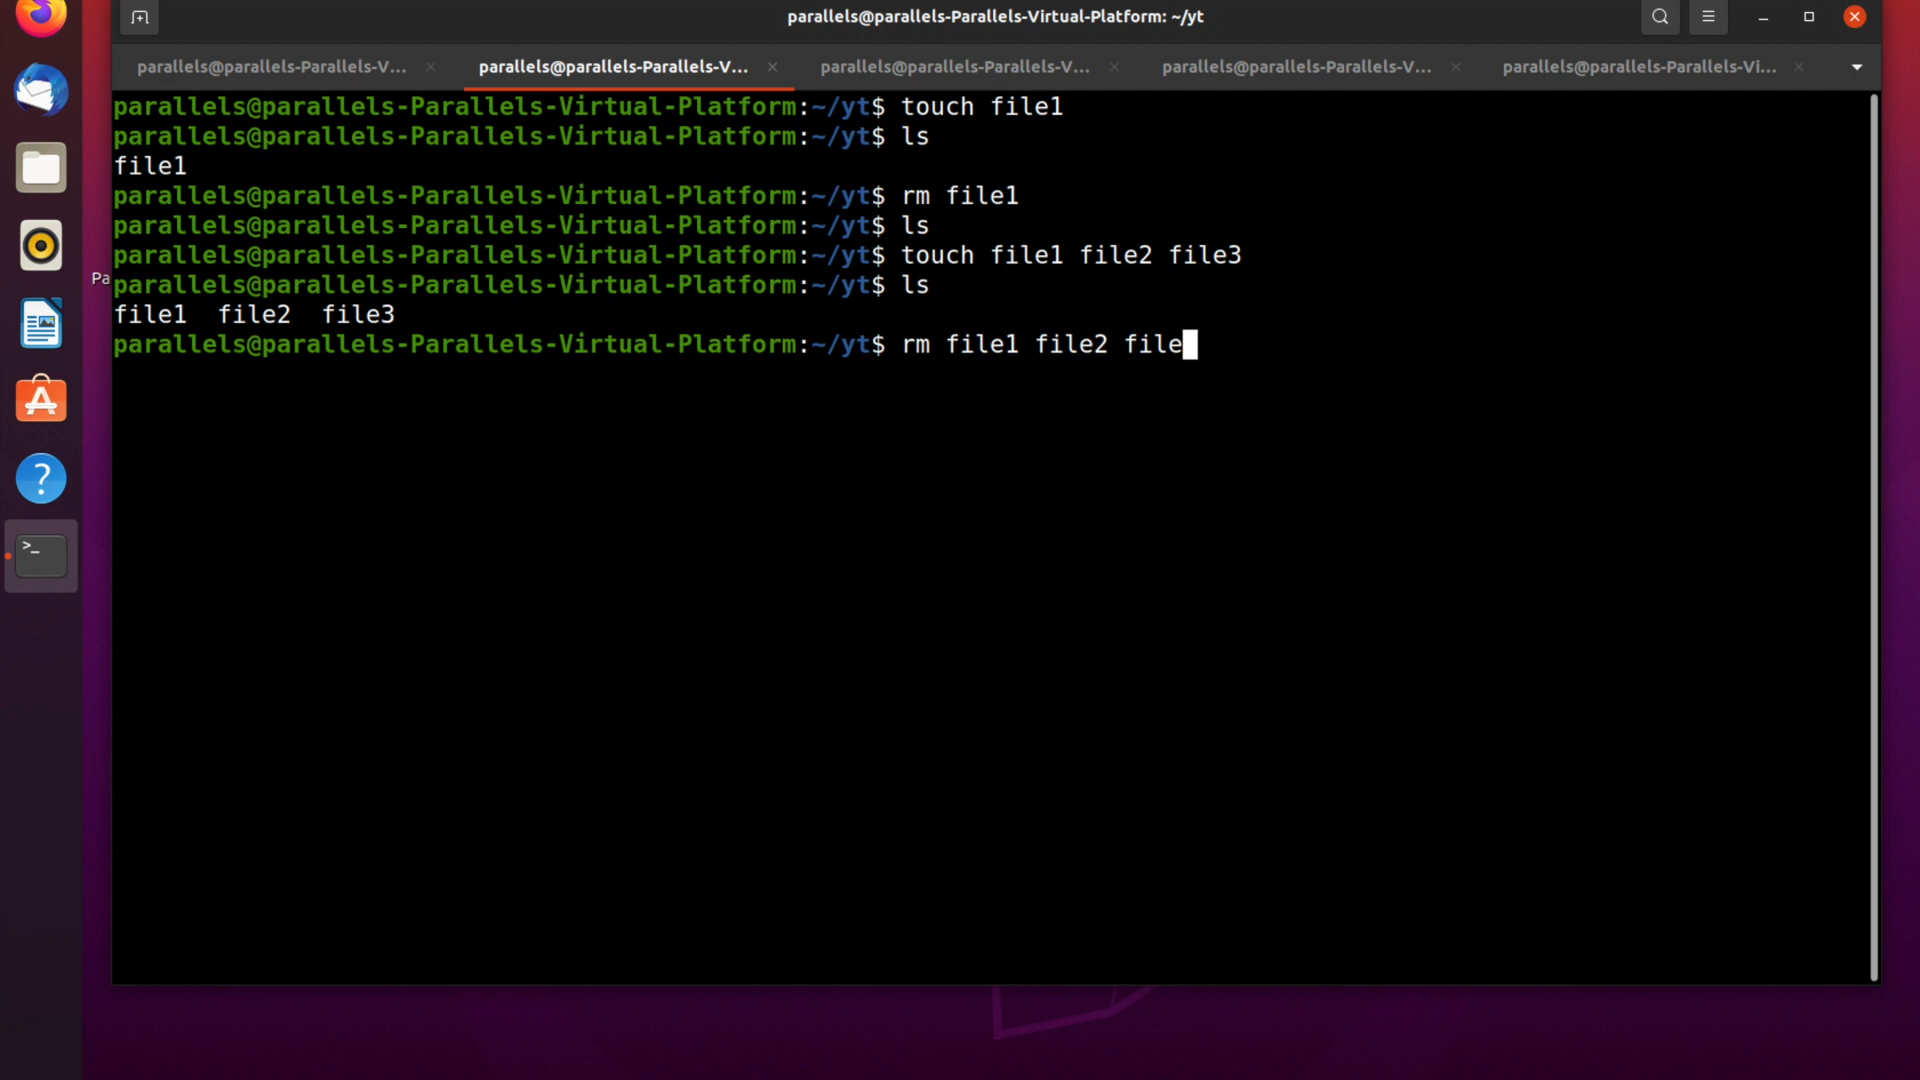 parallels@parallels-Parallels-Virtual-Platform: ~/yt
parallels@parallels-Parallels-V... parallels@parallels-Parallels-V... parallels@parallels-Parallels-V... parallels@parallels-Parallels-V... parallels@parallels-Parallels-Vi...
parallels@parallels-Parallels-Virtual-Platform:~/yt$ touch file1
parallels@parallels-Parallels-Virtual-Platform:~/yt$ ls
file1
parallels@parallels-Parallels-Virtual-Platform:~/yt$ rm file1
parallels@parallels-Parallels-Virtual-Platform:~/yt$ ls
parallels@parallels-Parallels-Virtual-Platform:~/yt$ touch file1 file2 file3
Pa
parallels@parallels-Parallels-Virtual-Platform:~/yt$ ls
file1  file2  file3
parallels@parallels-Parallels-Virtual-Platform:~/yt$ rm file1 file2 file
>_